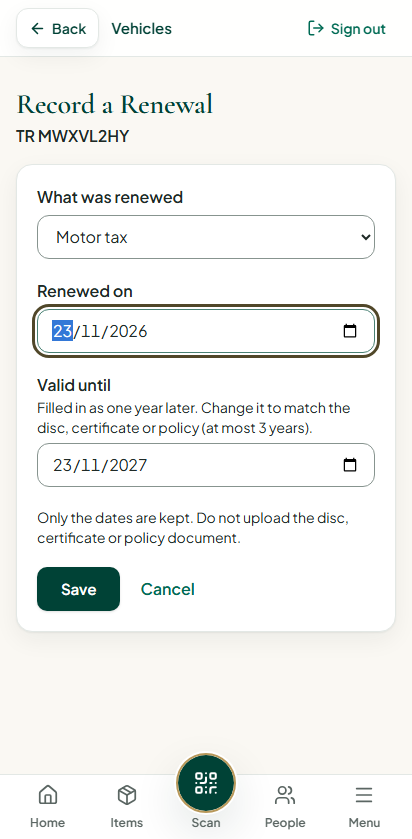 Back
Vehicles
Sign out
Record a Renewal
TR MWXVL2HY
What was renewed
Motor tax
Renewed on
23/11/2026
Valid until
Filled in as one year later. Change it to match the
disc, certificate or policy (at most 3 years).
23/11/2027
Only the dates are kept. Do not upload the disc,
certificate or policy document.
Save
Cancel
Home
Items
Scan
People
Menu